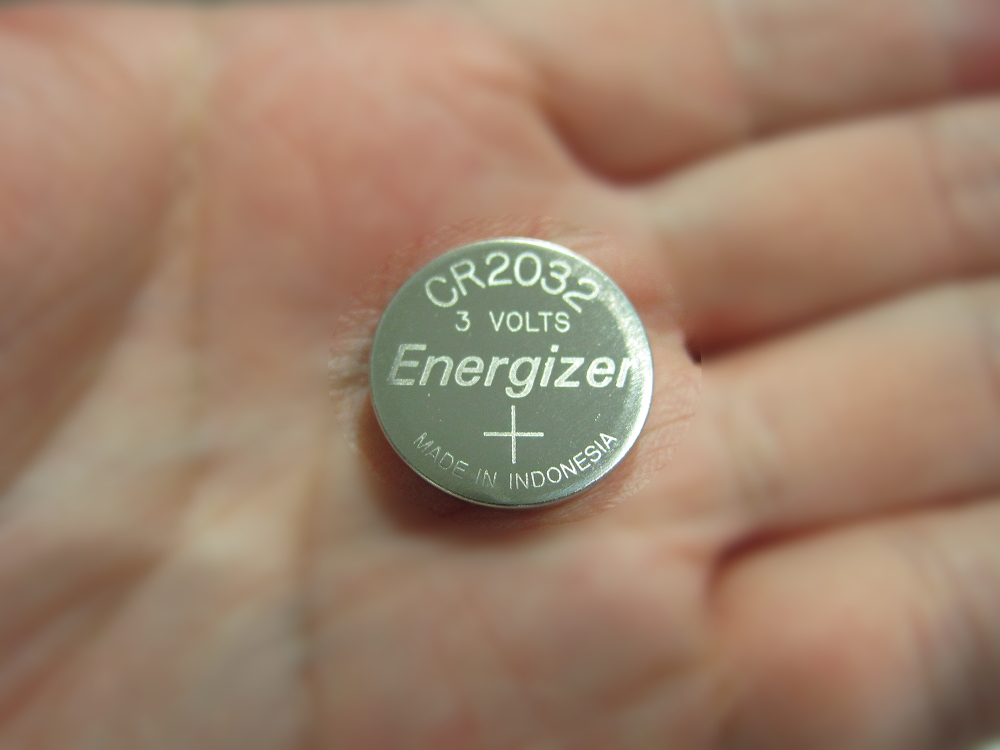 CR2032
3 VOLTS
Energizer
+
MADE IN INDONESIA